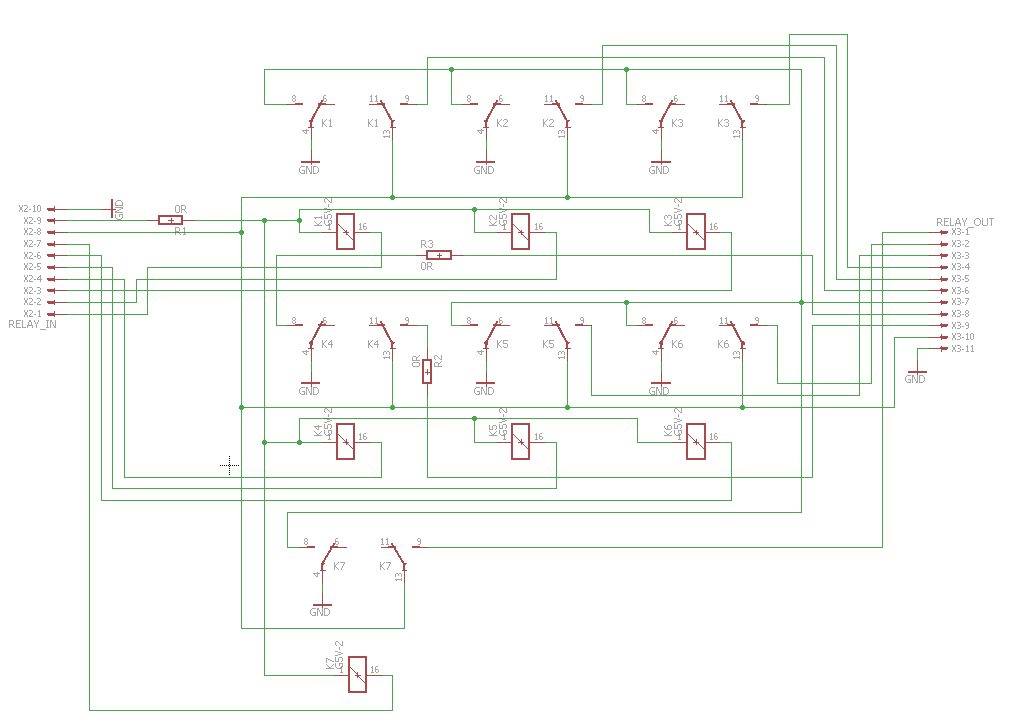 8 6 11 9 8 6 11 9 8 6 11 9
K1 K1 K2 K2 K3 K3
4 13 4 13 4 13
GND GND GND
X2-10
X2-9
X2-8
X2-7
X2-6
X2-5
X2-4
X2-3
X2-2
X2-1
RELAY_IN
GND
0R
R1
K1
G5V-2
1 16
K2
G5V-2
1 16
K3
G5V-2
1 16
R3
0R
RELAY_OUT
X3-1
X3-2
X3-3
X3-4
X3-5
X3-6
X3-7
X3-8
X3-9
X3-10
X3-11
GND
8 6 11 9 8 6 11 9 8 6 11 9
K4 K4 K5 K5 K6 K6
4 13 4 13 4 13
0R
R2
GND GND GND
K4
G5V-2
1 16
K5
G5V-2
1 16
K6
G5V-2
1 16
8 6 11 9
K7 K7
4 13
GND
K7
G5V-2
1 16